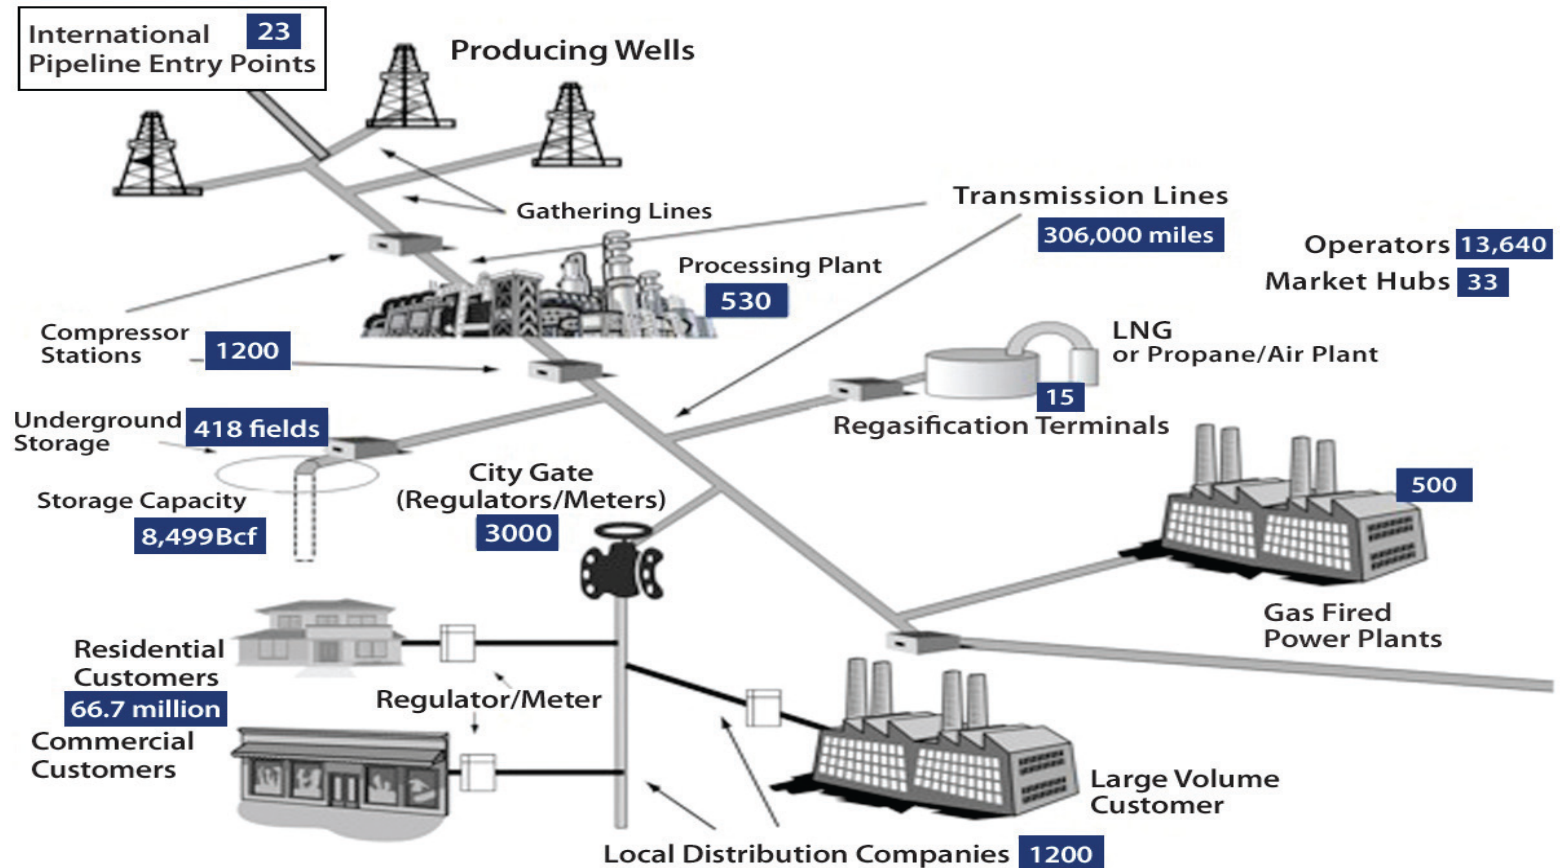 International 23
Pipeline Entry Points
Producing Wells
Gathering Lines
Transmission Lines
306,000 miles
Operators 13,640
Market Hubs 33
Processing Plant
530
Compressor
Stations
1200
LNG
or Propane/Air Plant
15
Regasification Terminals
Underground
Storage
418 fields
Storage Capacity
8,499Bcf
City Gate
(Regulators/Meters)
3000
500
Gas Fired
Power Plants
Residential
Customers
66.7 million
Regulator/Meter
Commercial
Customers
Large Volume
Customer
Local Distribution Companies 1200